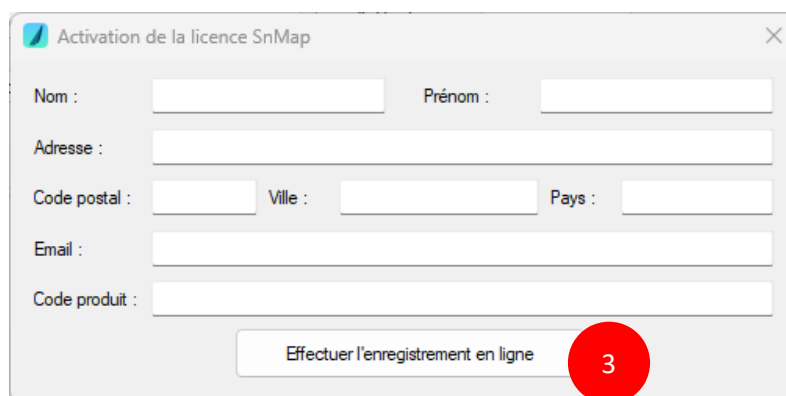 Activation de la licence SnMap
Nom : Prénom :
Adresse :
Code postal : Ville : Pays :
Email :
Code produit :
Effectuer l'enregistrement en ligne 3